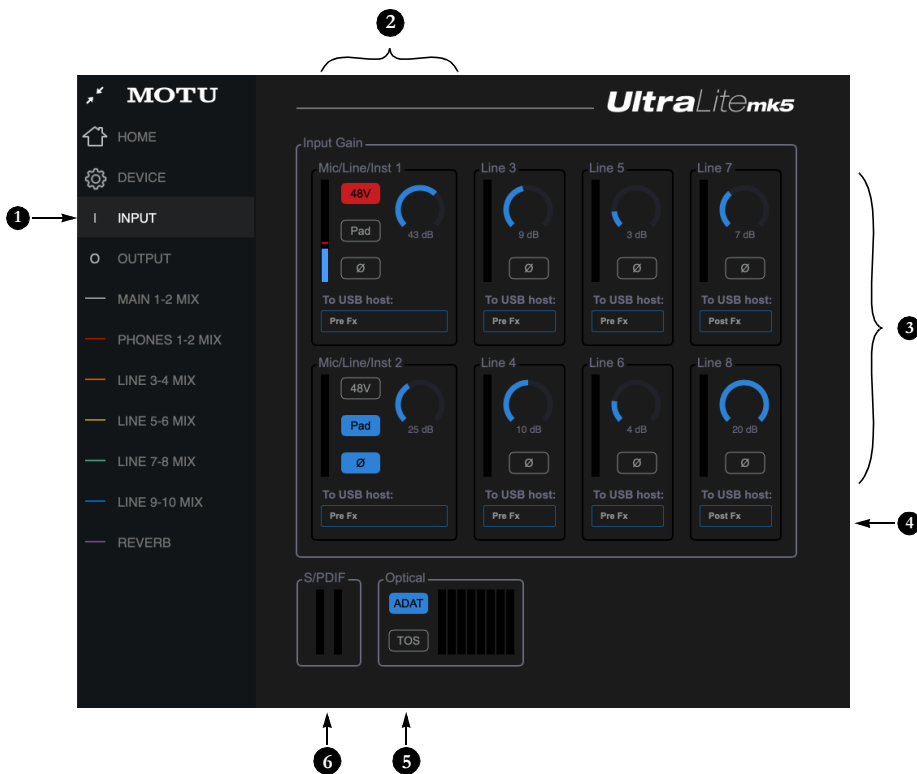 2
MOTU
UltraLite mk5
HOME
DEVICE
1
I INPUT
O OUTPUT
MAIN 1-2 MIX
PHONES 1-2 MIX
LINE 3-4 MIX
LINE 5-6 MIX
LINE 7-8 MIX
LINE 9-10 MIX
REVERB
Input Gain
Mic/Line/Inst 1
48V
Pad
Ø
43 dB
To USB host:
Pre Fx
Line 3
9 dB
Ø
To USB host:
Pre Fx
Line 5
3 dB
Ø
To USB host:
Pre Fx
Line 7
7 dB
Ø
To USB host:
Post Fx
3
Mic/Line/Inst 2
48V
Pad
Ø
25 dB
To USB host:
Pre Fx
Line 4
10 dB
Ø
To USB host:
Pre Fx
Line 6
4 dB
Ø
To USB host:
Pre Fx
Line 8
20 dB
Ø
To USB host:
Post Fx
4
S/PDIF
Optical
ADAT
TOS
6
5